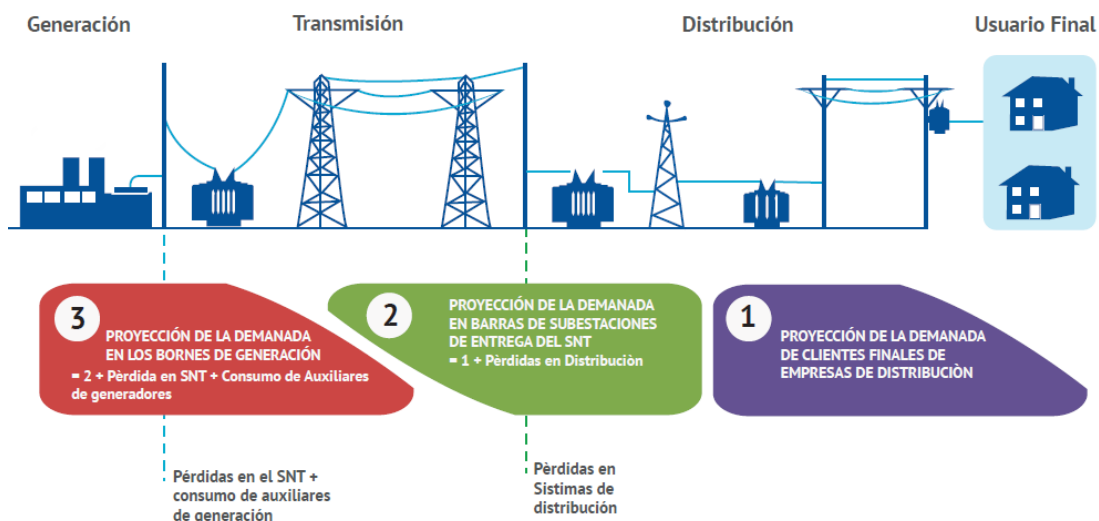 Generación
Transmisión
Distribución
Usuario Final
3
PROYECCIÓN DE LA DEMANADA
EN LOS BORNES DE GENERACIÓN
= 2 + Pèrdida en SNT + Consumo de Auxiliares
de generadores
2
PROYECCIÓN DE LA DEMANADA
EN BARRAS DE SUBESTACIONES
DE ENTREGA DEL SNT
= 1 + Pèrdidas en Distribuciòn
1
PROYECCIÓN DE LA DEMANADA
DE CLIENTES FINALES DE
EMPRESAS DE DISTRIBUCIÒN
Pérdidas en el SNT +
consumo de auxiliares
de generación
Pèrdidas en
Sistimas de
distribución